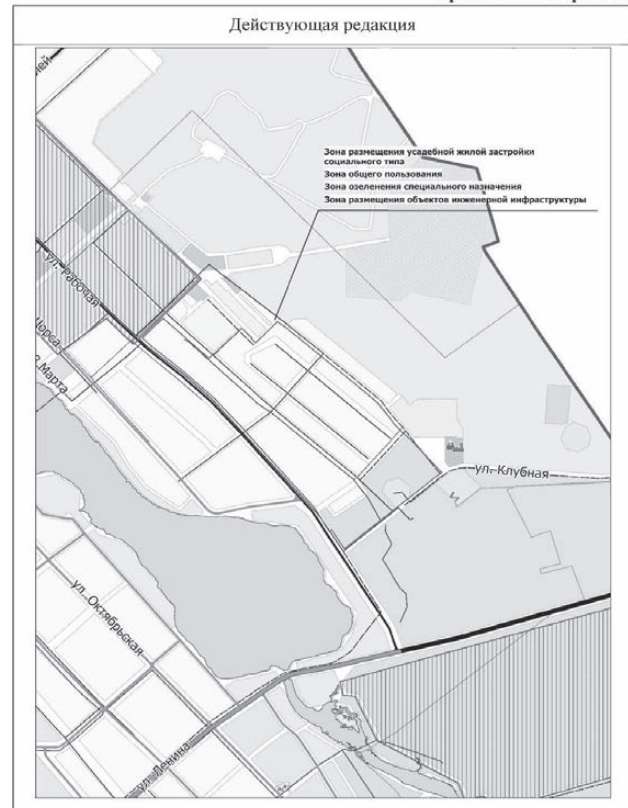 Действующая редакция
Зона размещения усадебной жилой застройки
социального типа
Зона общего пользования
Зона озеленения специального назначения
Зона размещения объектов инженерной инфраструктуры
ул. Рабочая
Марта
ул. Клубная
ул. Октябрьская
ул. Ленина